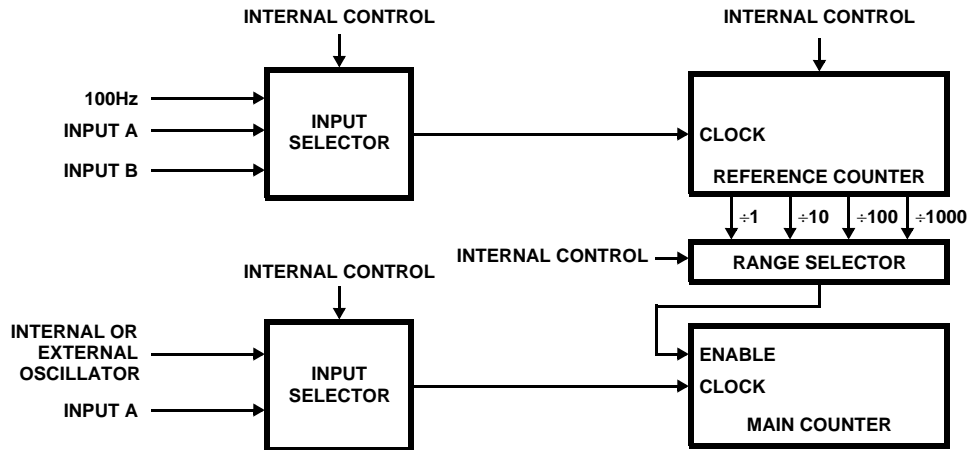 INTERNAL CONTROL
INTERNAL CONTROL
100Hz
INPUT A
INPUT B
INPUT
SELECTOR
CLOCK
REFERENCE COUNTER
÷1
÷10
÷100
÷1000
INTERNAL CONTROL
RANGE SELECTOR
INTERNAL CONTROL
INTERNAL OR
EXTERNAL
OSCILLATOR
INPUT A
INPUT
SELECTOR
ENABLE
CLOCK
MAIN COUNTER